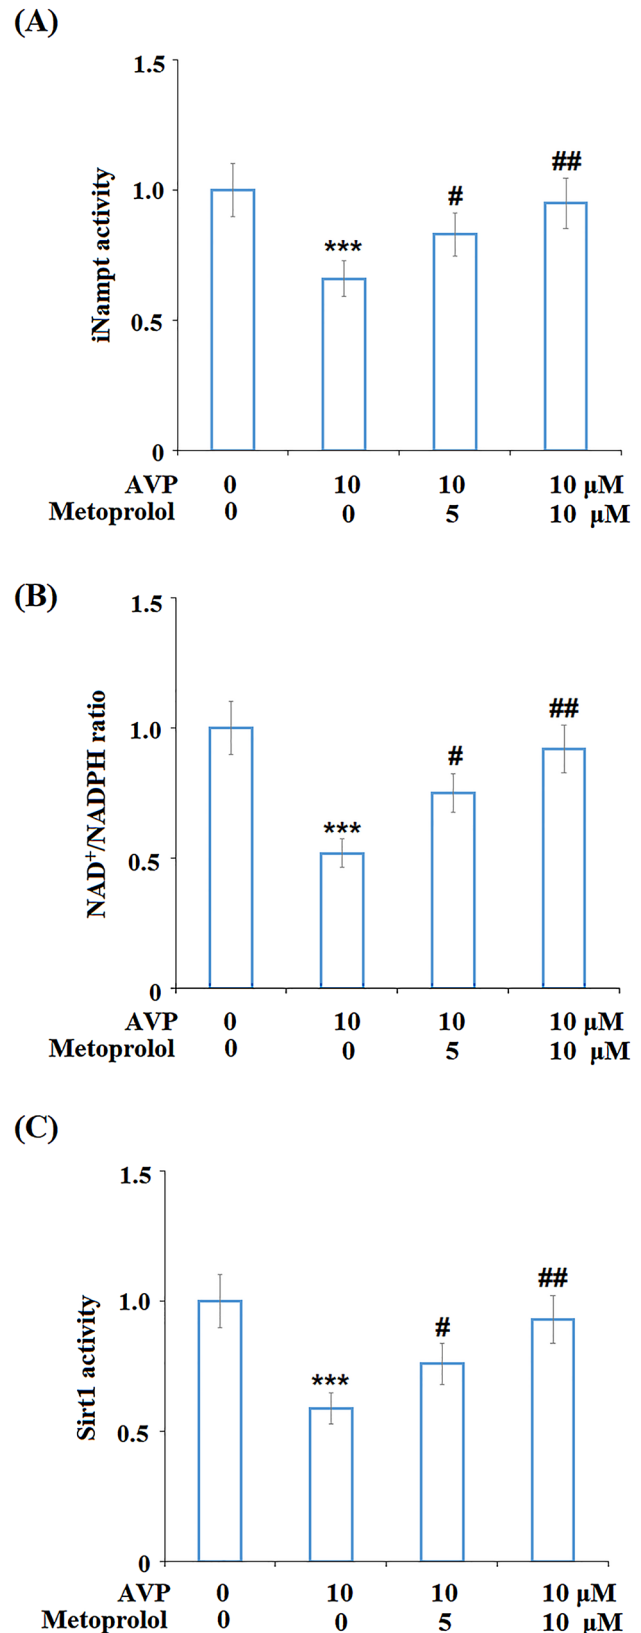 (A)
1.5
1.0
0.5
0
iNampt activity
***
#
##
AVP 0 10 10 10 μM
Metoprolol 0 0 5 10 μM
(B)
1.5
1.0
0.5
0
NAD⁺/NADPH ratio
***
#
##
AVP 0 10 10 10 μM
Metoprolol 0 0 5 10 μM
(C)
1.5
1.0
0.5
0
Sirt1 activity
***
#
##
AVP 0 10 10 10 μM
Metoprolol 0 0 5 10 μM